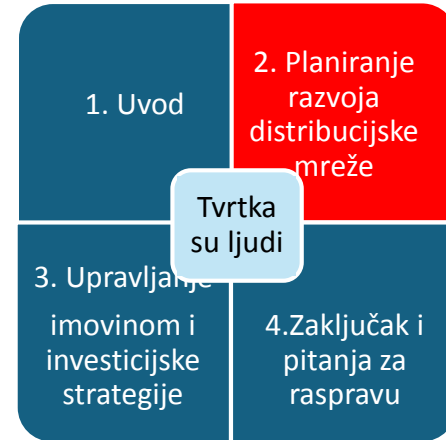 1. Uvod
2. Planiranje
razvoja
distribucijske
mreže
Tvrtka
su ljudi
3. Upravljanje
imovinom i
investicijske
strategije
4.Zaključak i
pitanja za
raspravu